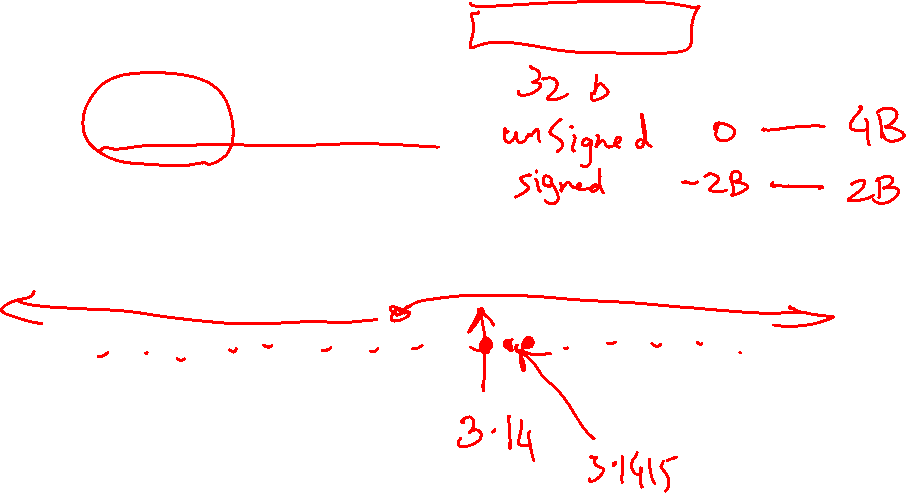 32 b
unsigned 0 — 4B
signed -2B — 2B
3.14
3.1415